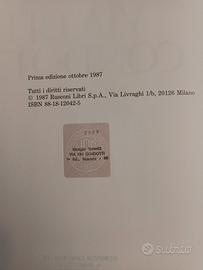 Prima edizione ottobre 1987
Tutti i diritti riservati
© 1987 Rusconi Libri S.p.A., Via Livraghi 1/b, 20126 Milano
ISBN 88-18-12042-5
subito